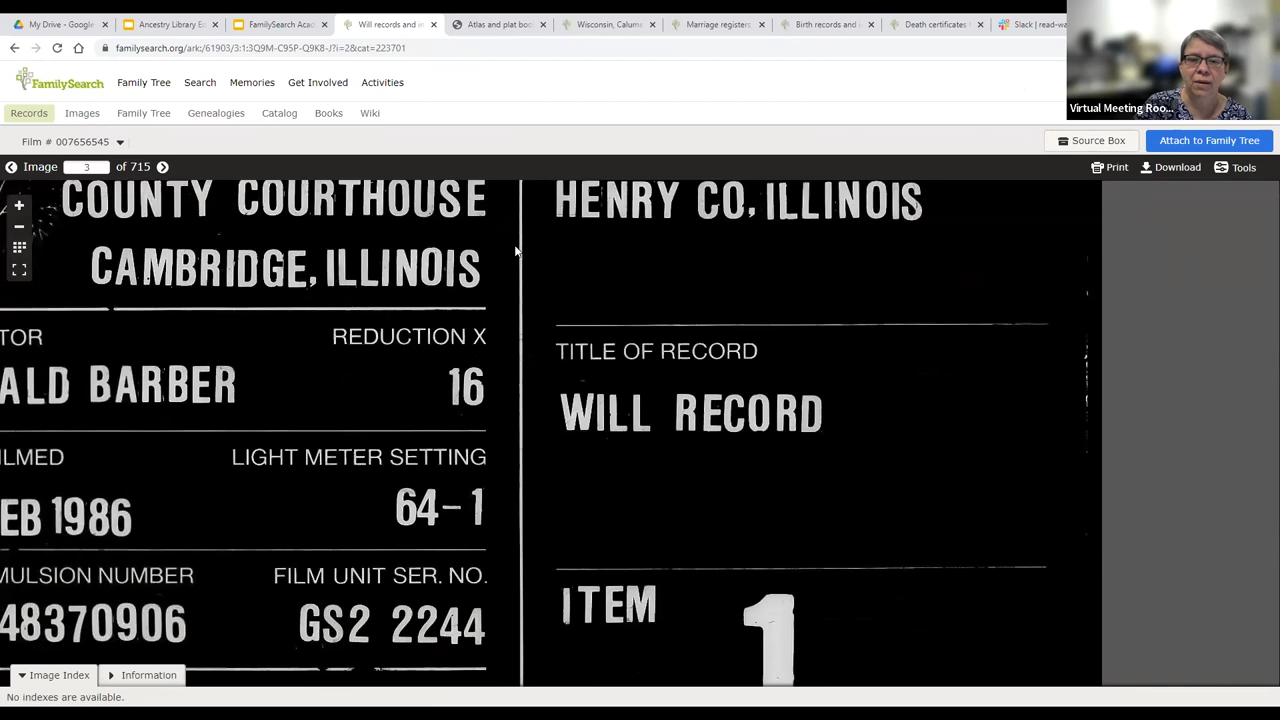 My Drive - Google
Ancestry Library Ed
FamilySearch Aca
Will records and in
Atlas and plat boo
Wisconsin, Calume
Marriage registers,
Birth records and i
Death certificates
Slack | read-wa
familysearch.org/ark:/61903/3:1:3Q9M-C95P-Q9K8-J?i=2&cat=223701
FamilySearch
Family Tree
Search
Memories
Get Involved
Activities
Virtual Meeting Roo...
Records
Images
Family Tree
Genealogies
Catalog
Books
Wiki
Film # 007656545
Source Box
Attach to Family Tree
Image 3 of 715
Print
Download
Tools
COUNTY COURTHOUSE
CAMBRIDGE, ILLINOIS
TOR REDUCTION X
ALD BARBER 16
ILMED LIGHT METER SETTING
EB 1986 64-1
MULSION NUMBER FILM UNIT SER. NO.
48370906 GS2 2244
HENRY CO, ILLINOIS
TITLE OF RECORD
WILL RECORD
ITEM 1
Image Index
Information
No indexes are available.